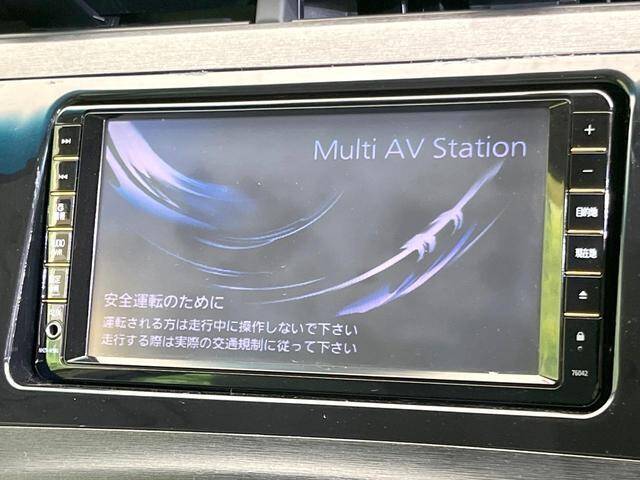 Multi AV Station
安全運転のために
運転される方は走行中に操作しないで下さい
走行する際は実際の交通規制に従って下さい
+
-
目的地
現在地
76042